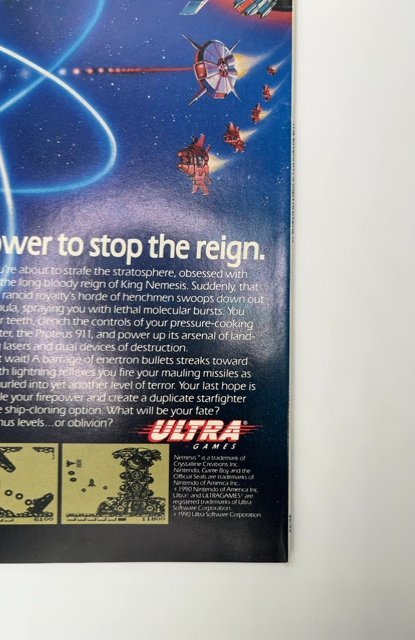 wer to stop the reign.
're about to strafe the stratosphere, obsessed with
the long bloody reign of King Nemesis. Suddenly, that
rancid royalty's horde of henchmen swoops down out
bula, spraying you with lethal molecular bursts. You
r teeth, clench the controls of your pressure-cooking
ter, the Proteus 911, and power up its arsenal of land-
g lasers and dual devices of destruction.
t wait! A barrage of enertron bullets streaks toward
th lightning reflexes you fire your mauling missiles as
urled into yet another level of terror. Your last hope is
le your firepower and create a duplicate starfighter
e ship-cloning option. What will be your fate?
nus levels...or oblivion?
ULTRA®
GAMES
Nemesis™ is a trademark of
Crystalline Creations Inc.
Nintendo, Game Boy and the
Official Seals are trademarks of
Nintendo of America Inc.
© 1990 Nintendo of America Inc.
Ultra® and ULTRAGAMES® are
registered trademarks of Ultra
Software Corporation.
© 1990 Ultra Software Corporation.
6100
11800